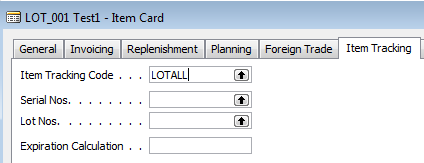 LOT_001 Test1 - Item Card
General Invoicing Replenishment Planning Foreign Trade Item Tracking
Item Tracking Code . . . LOTALL
Serial Nos. . . . . . . . .
Lot Nos. . . . . . . . . .
Expiration Calculation . . .